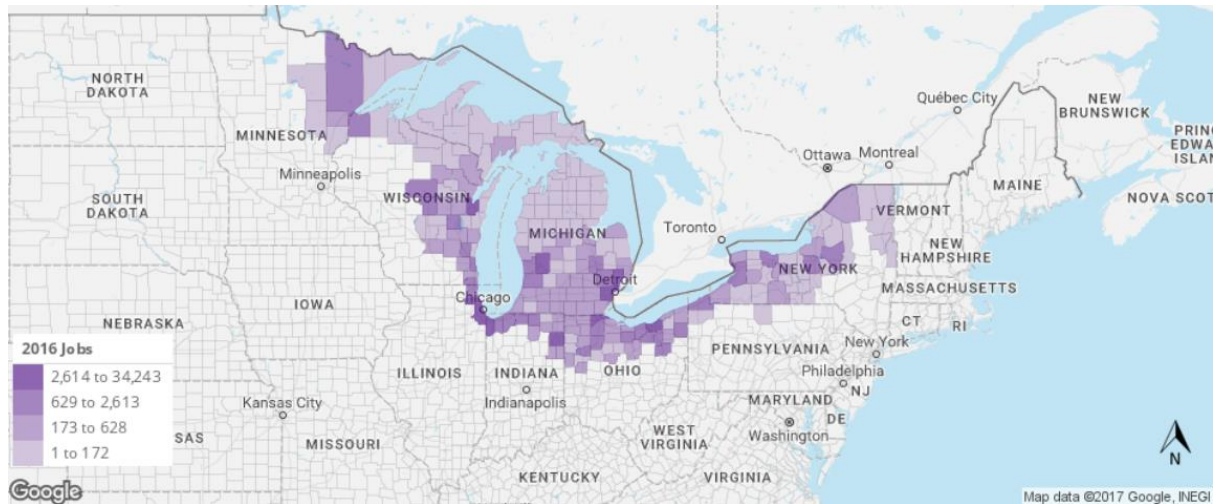 NORTH
DAKOTA
MINNESOTA
Minneapolis
SOUTH
DAKOTA
WISCONSIN
MICHIGAN
Detroit
Chicago
IOWA
NEBRASKA
ILLINOIS
INDIANA
Indianapolis
OHIO
Kansas City
MISSOURI
SAS
KENTUCKY
WEST
VIRGINIA
VIRGINIA
Toronto
Ottawa
Montreal
Québec City
NEW
BRUNSWICK
PRINC
EDWA
ISLAN
MAINE
NOVA SCOT
VERMONT
NEW
HAMPSHIRE
NEW YORK
MASSACHUSETTS
CT
RI
PENNSYLVANIA
New York
Philadelphia
NJ
MARYLAND
DE
Washington
2016 Jobs
2,614 to 34,243
629 to 2,613
173 to 628
1 to 172
Google
N
Map data ©2017 Google, INEGI